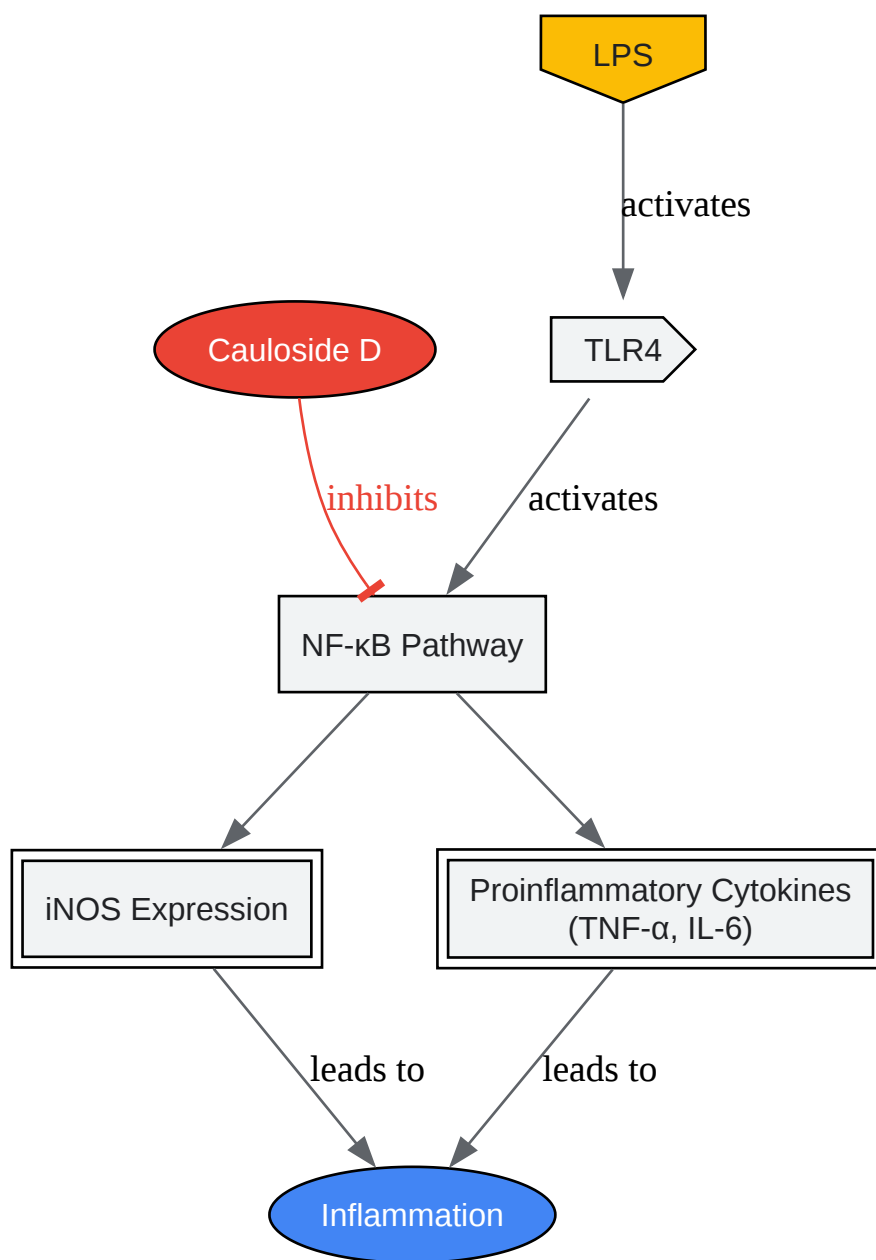 LPS
activates
Cauloside D
TLR4
inhibits
activates
NF-κB Pathway
iNOS Expression
Proinflammatory Cytokines
(TNF-α, IL-6)
leads to
leads to
Inflammation